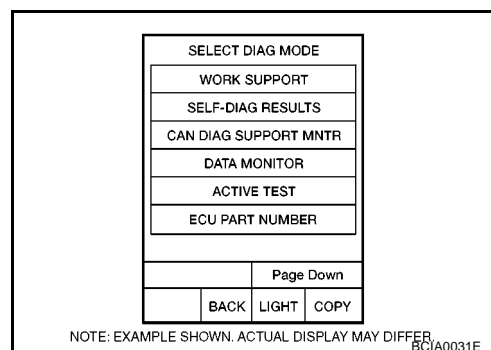 SELECT DIAG MODE
WORK SUPPORT
SELF-DIAG RESULTS
CAN DIAG SUPPORT MNTR
DATA MONITOR
ACTIVE TEST
ECU PART NUMBER
Page Down
BACK LIGHT COPY
NOTE: EXAMPLE SHOWN. ACTUAL DISPLAY MAY DIFFER.
BCIA0031E